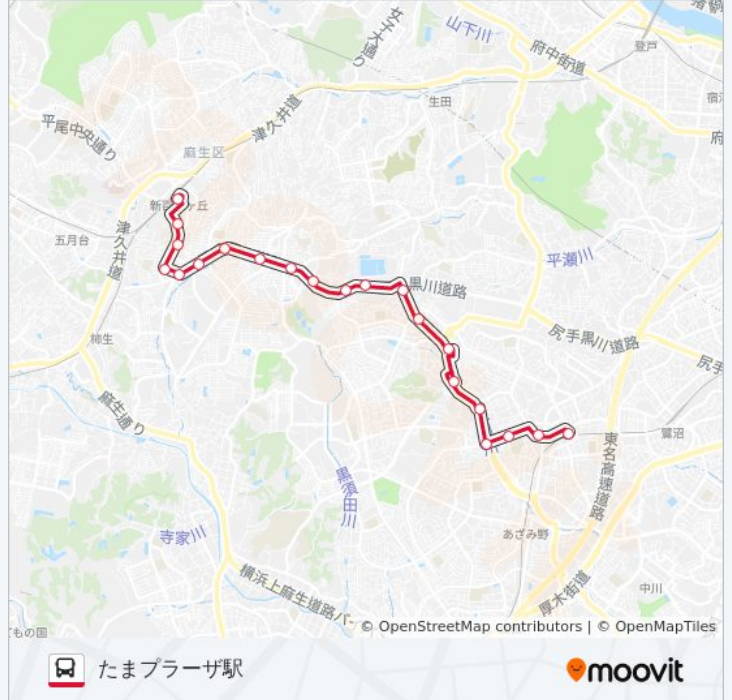 女子大通り
山下川
府中街道
登戸
宿
生田
津久井道
平尾中央通り
麻生区
府
新百合ヶ丘
津久井道
五月台
平瀬川
黒川道路
尻手黒川道路
尻手
柿生
麻生通り
鷺沼
東名高速道路
黒須田川
寺家川
あざみ野
横浜上麻生道路バ
厚木街道
中川
どもの国
© OpenStreetMap contributors | © OpenMapTiles
たまプラーザ駅
moovit